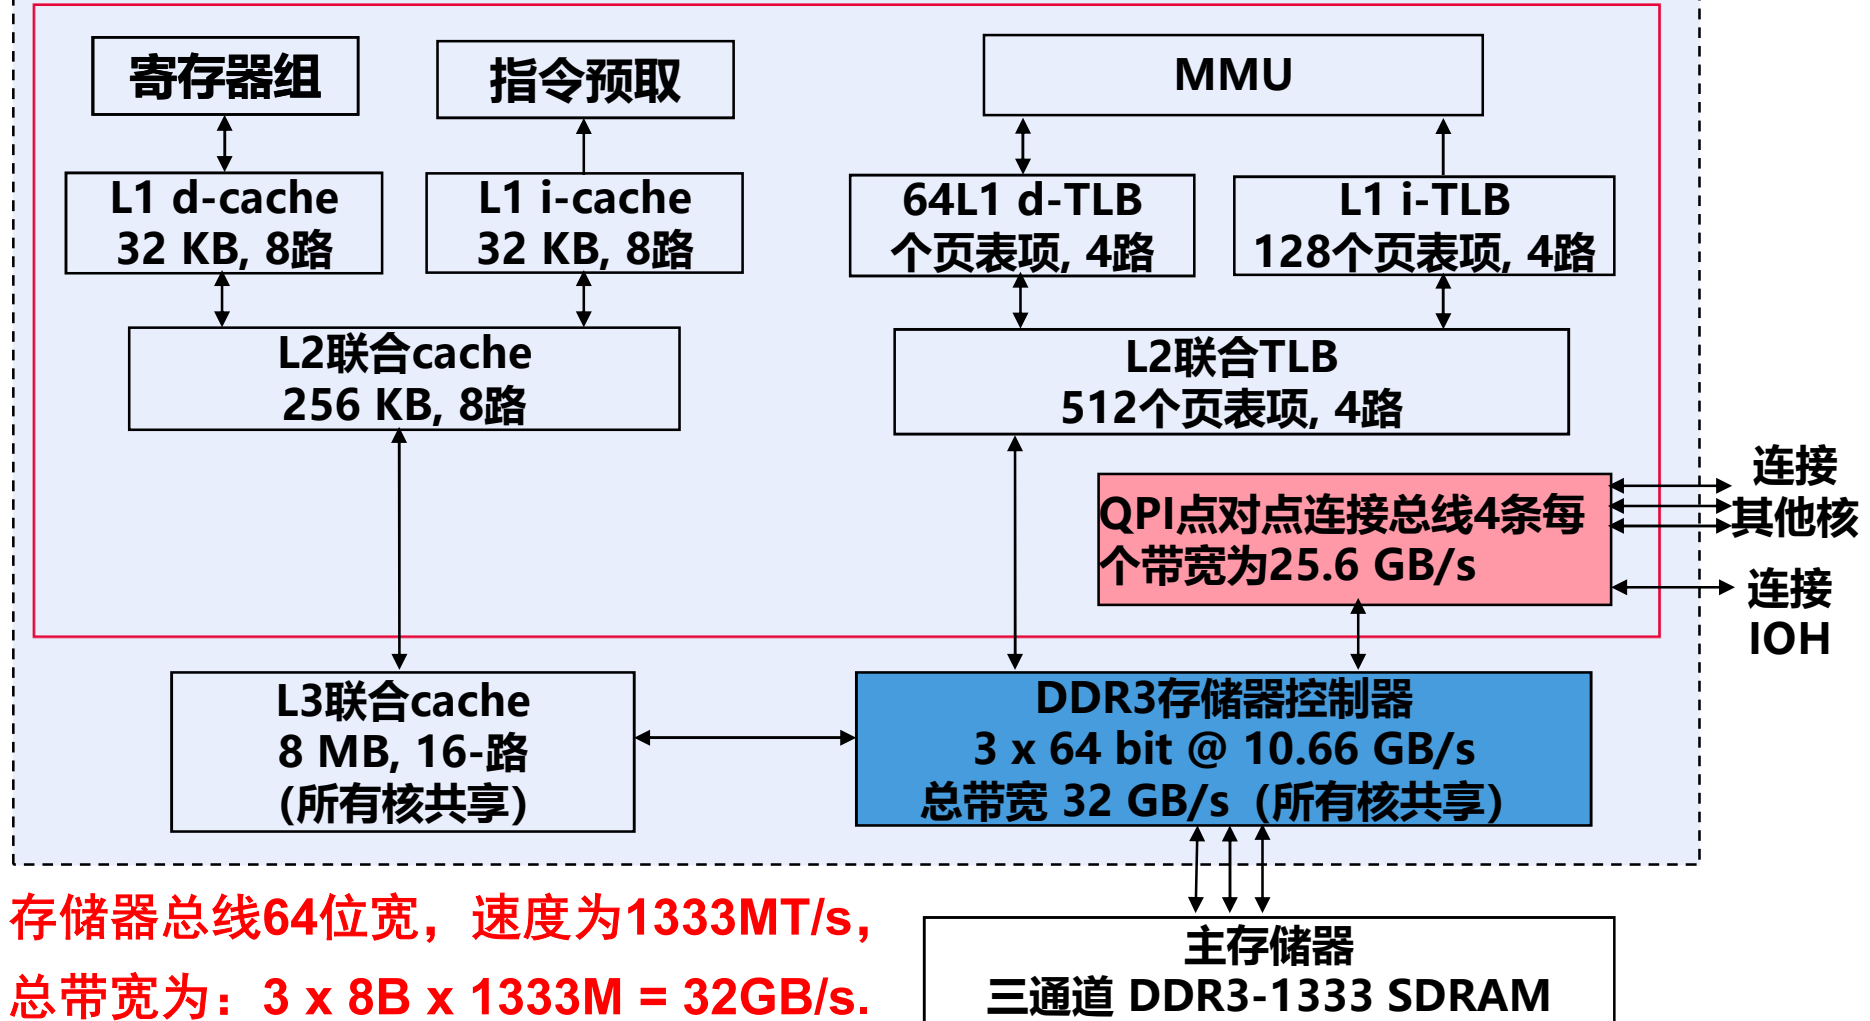 寄存器组
指令预取
MMU
L1 d-cache
32 KB, 8路
L1 i-cache
32 KB, 8路
64L1 d-TLB
个页表项, 4路
L1 i-TLB
128个页表项, 4路
L2联合cache
256 KB, 8路
L2联合TLB
512个页表项, 4路
QPI点对点连接总线4条每
个带宽为25.6 GB/s
连接
其他核
连接
IOH
L3联合cache
8 MB, 16-路
(所有核共享)
DDR3存储器控制器
3 x 64 bit @ 10.66 GB/s
总带宽 32 GB/s (所有核共享)
存储器总线64位宽，速度为1333MT/s，
总带宽为：3 x 8B x 1333M = 32GB/s.
主存储器
三通道 DDR3-1333 SDRAM